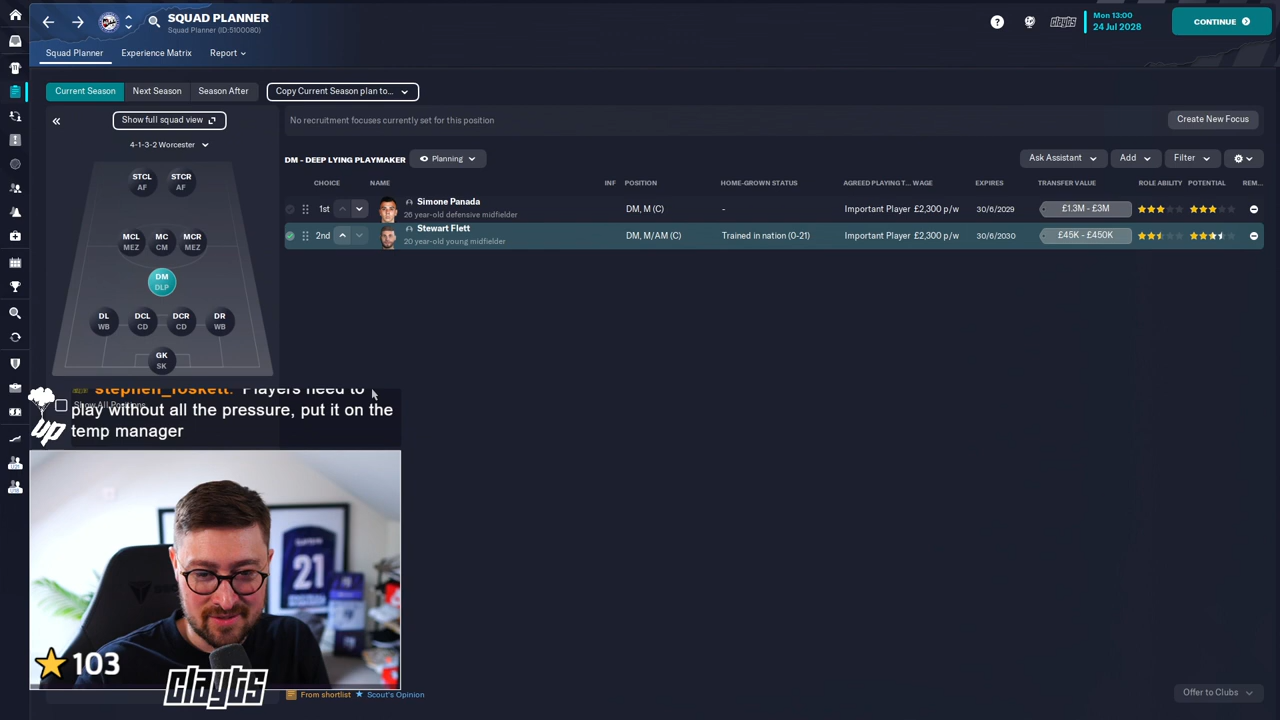 SQUAD PLANNER
Squad Planner (ID:5100080)
clayts
Mon 13:00
24 Jul 2028
CONTINUE
Squad Planner
Experience Matrix
Report
Current Season
Next Season
Season After
Copy Current Season plan to...
Show full squad view
No recruitment focuses currently set for this position
Create New Focus
4-1-3-2 Worcester
DM - DEEP LYING PLAYMAKER
Planning
Ask Assistant
Add
Filter
CHOICE NAME INF POSITION HOME-GROWN STATUS AGREED PLAYING T... WAGE EXPIRES TRANSFER VALUE ROLE ABILITY POTENTIAL REM...
1st Simone Panada DM, M (C) - Important Player £2,300 p/w 30/6/2029 £1.3M - £3M
26 year-old defensive midfielder
2nd Stewart Flett DM, M/AM (C) Trained in nation (0-21) Important Player £2,300 p/w 30/6/2030 £45K - £450K
20 year-old young midfielder
STCL STCR
AF AF
MCL MC MCR
MEZ CM MEZ
DM
DLP
DL DCL DCR DR
WB CD CD WB
GK
SK
stephen_foskett: Players need to
Show All Positions
play without all the pressure, put it on the
temp manager
up
21
103
clayts
From shortlist
Scout's Opinion
Offer to Clubs